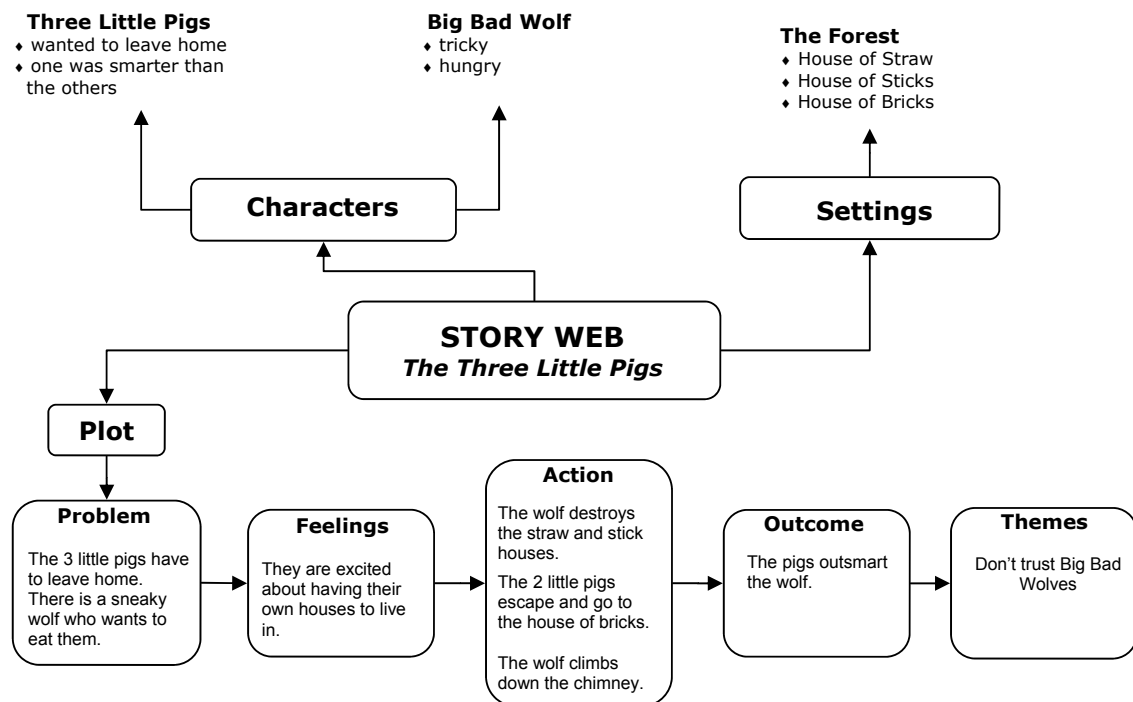 Three Little Pigs
♦ wanted to leave home
♦ one was smarter than
the others
Big Bad Wolf
♦ tricky
♦ hungry
The Forest
♦ House of Straw
♦ House of Sticks
♦ House of Bricks
Characters
Settings
STORY WEB
The Three Little Pigs
Plot
Problem
The 3 little pigs have
to leave home.
There is a sneaky
wolf who wants to
eat them.
Feelings
They are excited
about having their
own houses to live
in.
Action
The wolf destroys
the straw and stick
houses.
The 2 little pigs
escape and go to
the house of bricks.
The wolf climbs
down the chimney.
Outcome
The pigs outsmart
the wolf.
Themes
Don’t trust Big Bad
Wolves